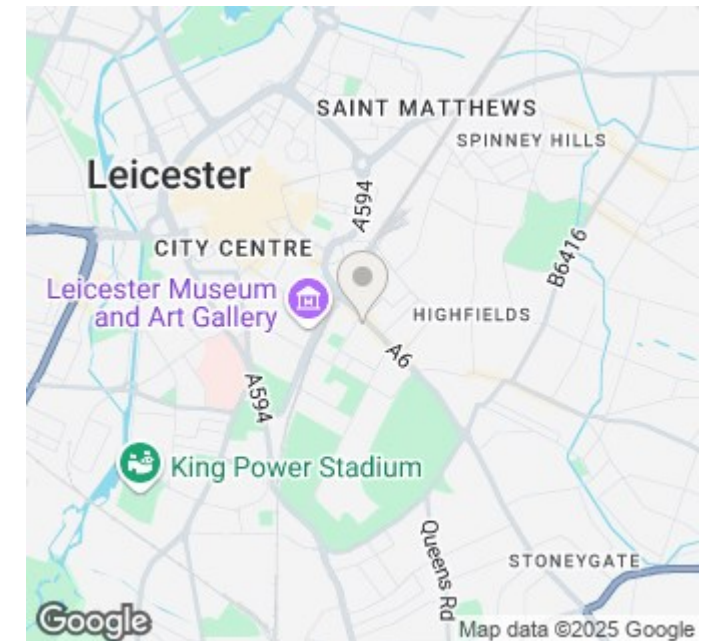 SAINT MATTHEWS
SPINNEY HILLS
Leicester
A594
CITY CENTRE
B6416
Leicester Museum
and Art Gallery
HIGHFIELDS
A6
A594
King Power Stadium
Queens Rd
STONEYGATE
Google
Map data ©2025 Google